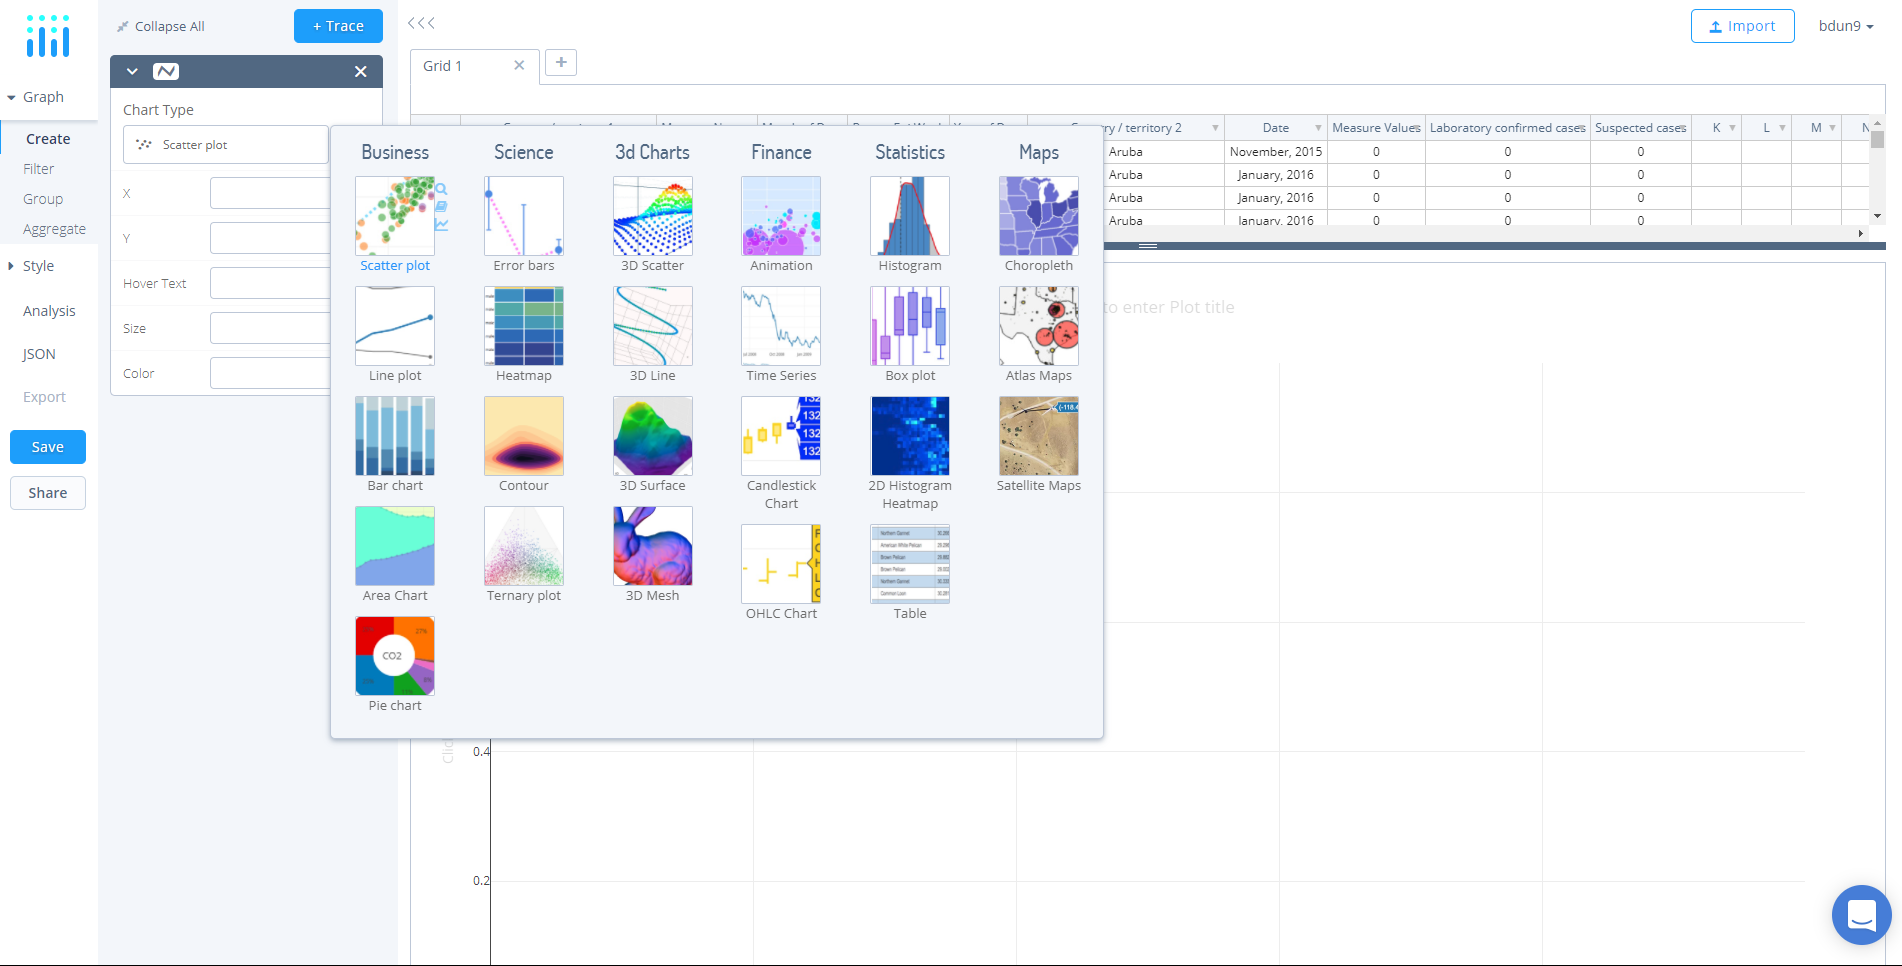 Collapse All
+ Trace
Import
bdun9
Grid 1
+
Graph
Create
Filter
Group
Aggregate
Style
Analysis
JSON
Export
Save
Share
Chart Type
Scatter plot
X
Y
Hover Text
Size
Color
Business
Science
3d Charts
Finance
Statistics
Maps
Scatter plot
Error bars
3D Scatter
Animation
Histogram
Choropleth
Line plot
Heatmap
3D Line
Time Series
Box plot
Atlas Maps
Bar chart
Contour
3D Surface
Candlestick
Chart
2D Histogram
Heatmap
Satellite Maps
Area Chart
Ternary plot
3D Mesh
OHLC Chart
Table
CO2
Pie chart
ry / territory 2
Date
Measure Values
Laboratory confirmed cases
Suspected cases
K
L
M
N
Aruba November, 2015 0 0 0
Aruba January, 2016 0 0 0
Aruba January, 2016 0 0 0
Aruba January, 2016 0 0 0
to enter Plot title
Clic
0.4
0.2